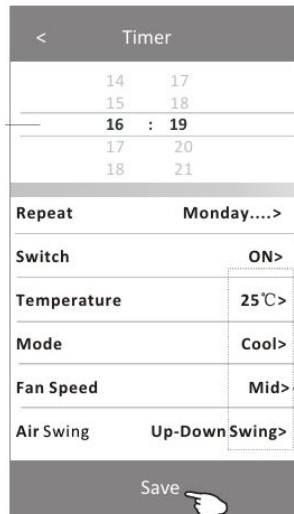 < Timer
14 17
15 18
16 : 19
17 20
18 21
Repeat Monday....>
Switch ON>
Temperature 25℃>
Mode Cool>
Fan Speed Mid>
Air Swing Up-Down Swing>
Save